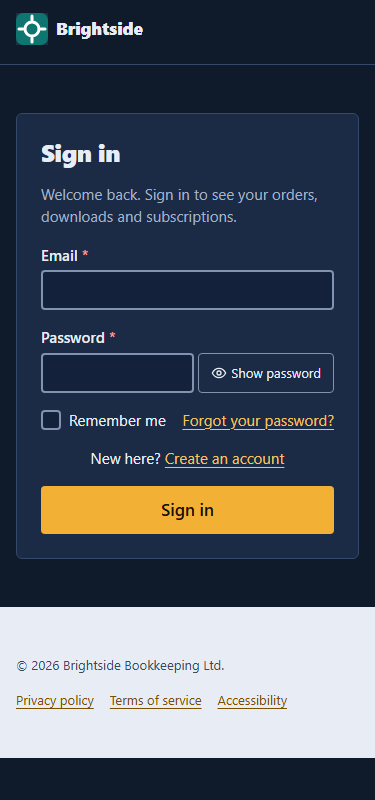 Brightside
Sign in
Welcome back. Sign in to see your orders,
downloads and subscriptions.
Email *
Password *
Show password
Remember me Forgot your password?
New here? Create an account
Sign in
© 2026 Brightside Bookkeeping Ltd.
Privacy policy Terms of service Accessibility